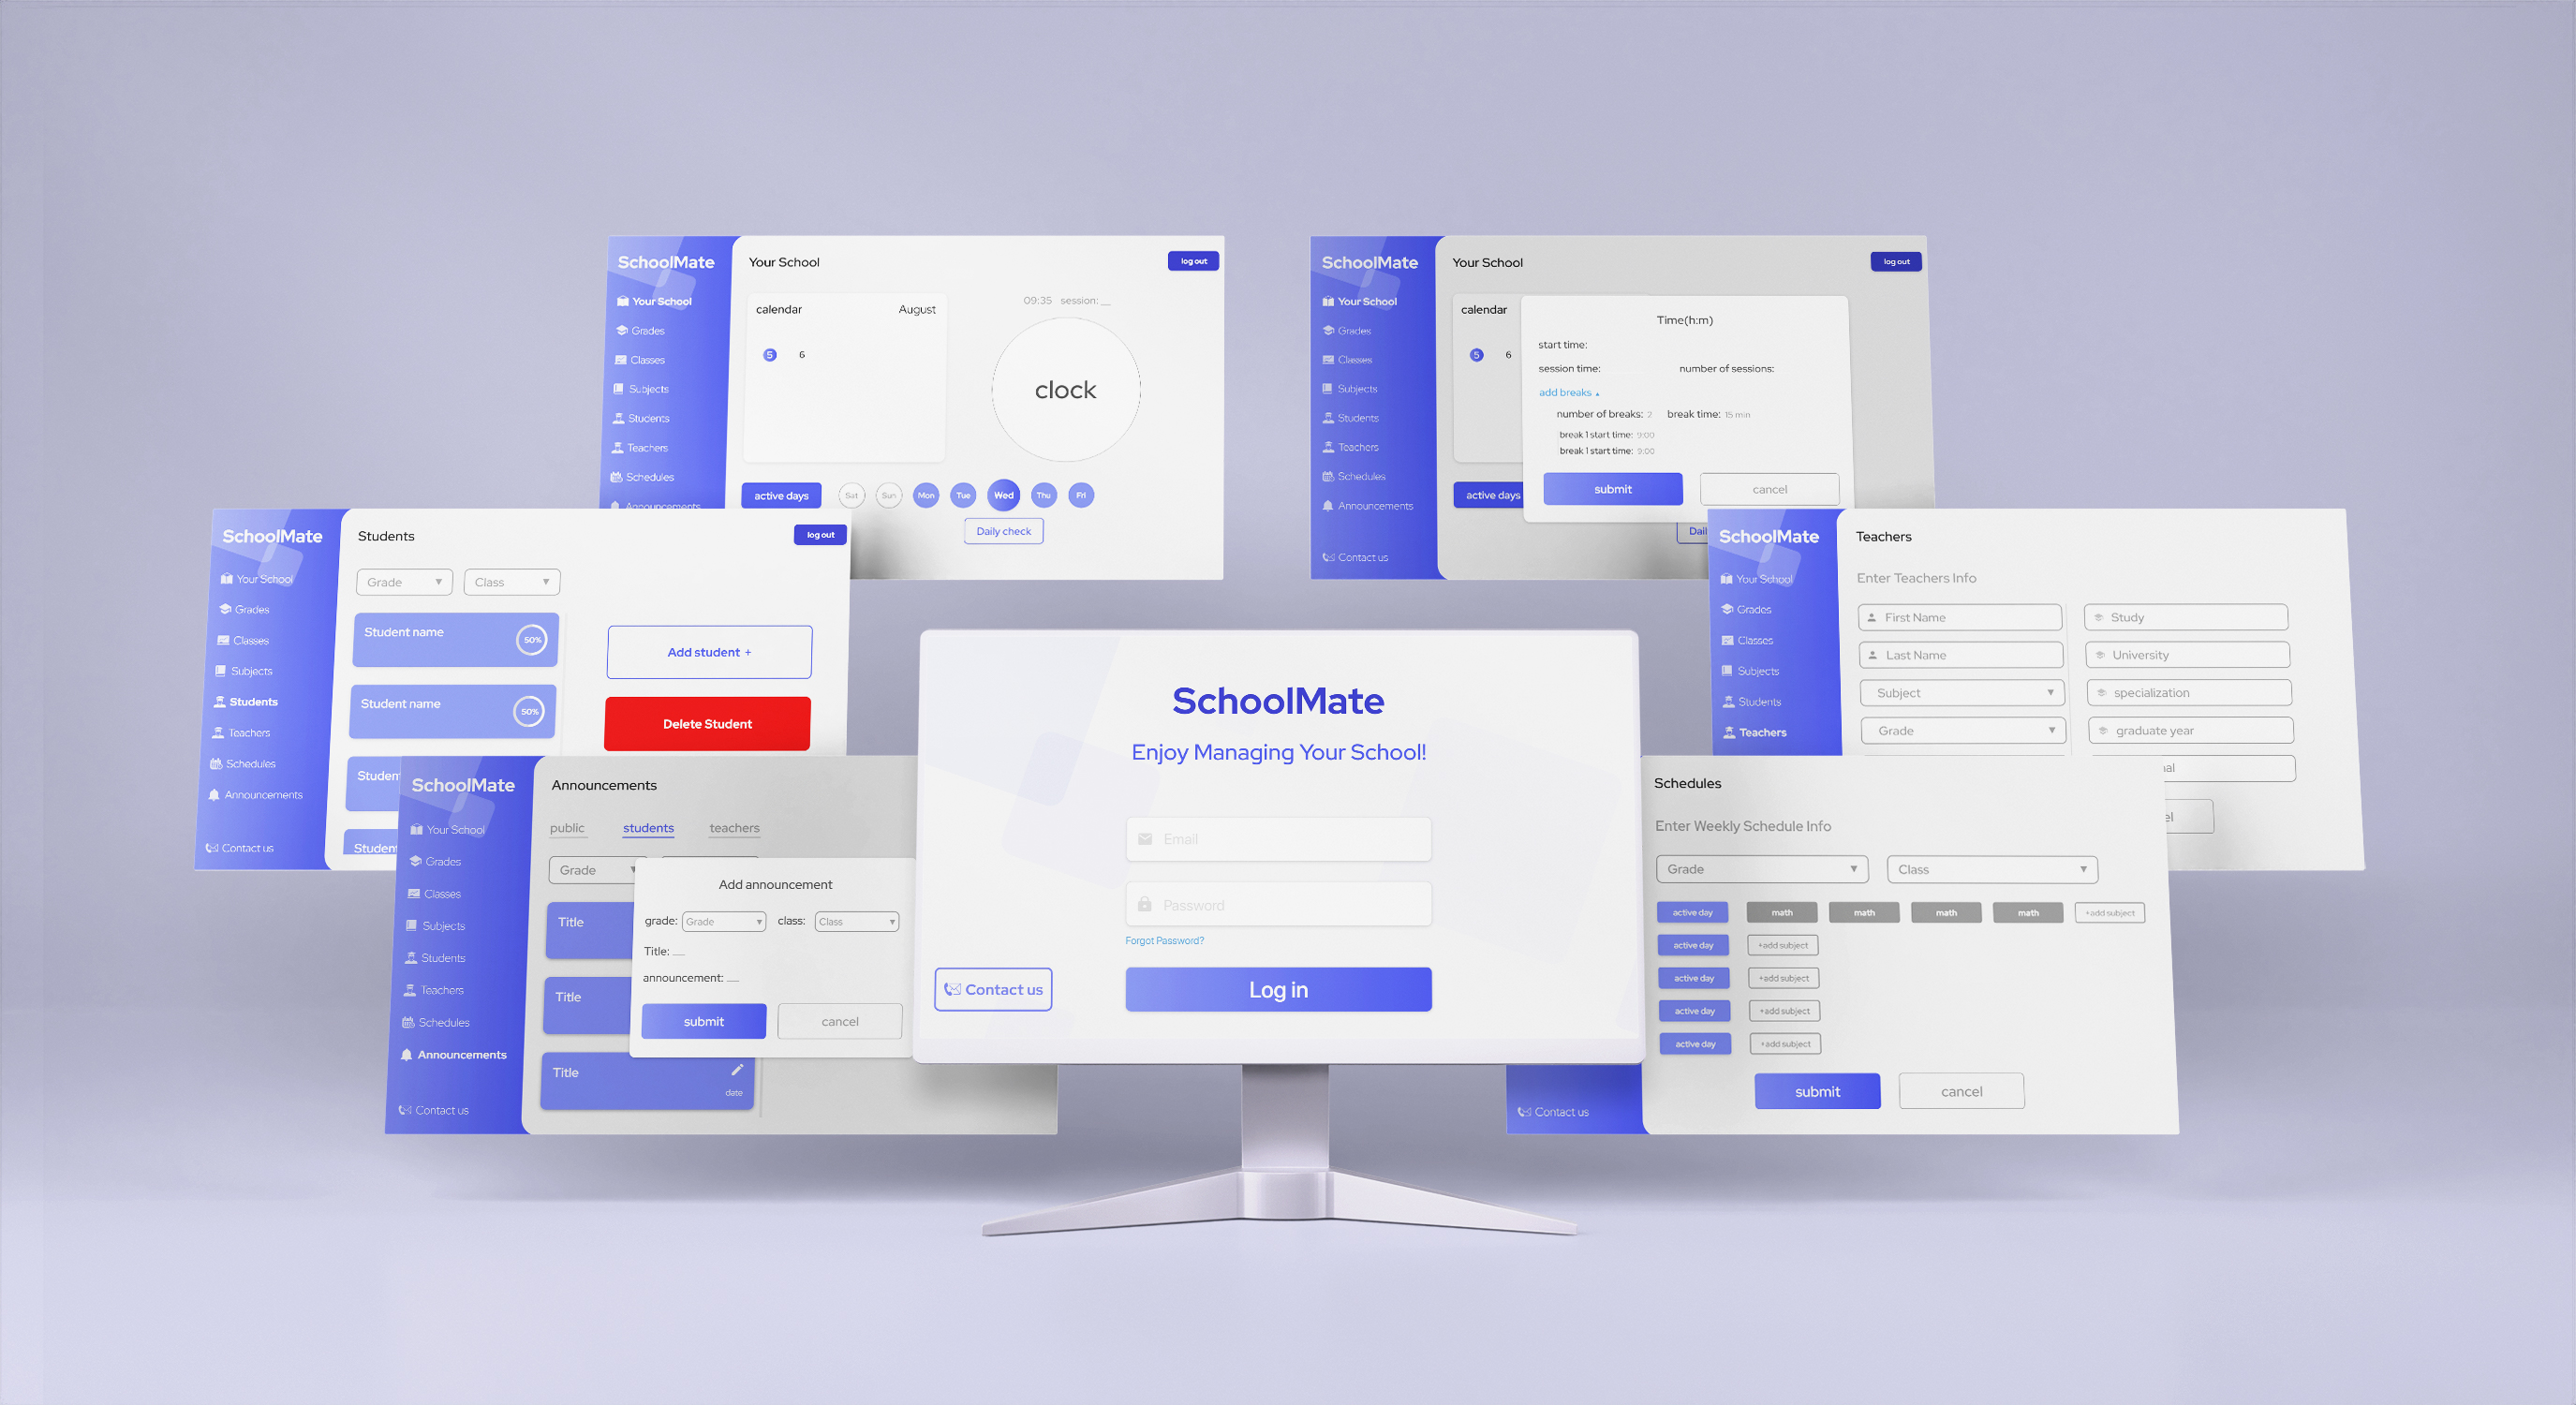 SchoolMate
Your School
Grades
Classes
Subjects
Students
Teachers
Schedules
Announcements
Your School
log out
calendar August
5 6
09:35 session: __
clock
active days Sat Sun Mon Tue Wed Thu Fri
Daily check
SchoolMate
Your School
Grades
Classes
Subjects
Students
Teachers
Schedules
Announcements
Contact us
Your School
log out
calendar
5 6
active days
Time(h:m)
start time:
session time: number of sessions:
add breaks
number of breaks: 2 break time: 15 min
break 1 start time: 9:00
break 1 start time: 9:00
submit cancel
SchoolMate
Your School
Grades
Classes
Subjects
Students
Teachers
Schedules
Announcements
Contact us
Students
log out
Grade Class
Student name 50%
Student name 50%
Student
Student
Add student +
Delete Student
SchoolMate
Your School
Grades
Classes
Subjects
Students
Teachers
Teachers
Enter Teachers Info
First Name Study
Last Name University
Subject specialization
Grade graduate year
SchoolMate
Your School
Grades
Classes
Subjects
Students
Teachers
Schedules
Announcements
Contact us
Announcements
public students teachers
Grade
Title
Title
Title
date
Add announcement
grade: Grade class: Class
Title: __
announcement: __
submit cancel
SchoolMate
Enjoy Managing Your School!
Email
Password
Forgot Password?
Log in
Contact us
Schedules
Enter Weekly Schedule Info
Grade Class
active day math math math math +add subject
active day +add subject
active day +add subject
active day +add subject
active day +add subject
submit cancel
Contact us